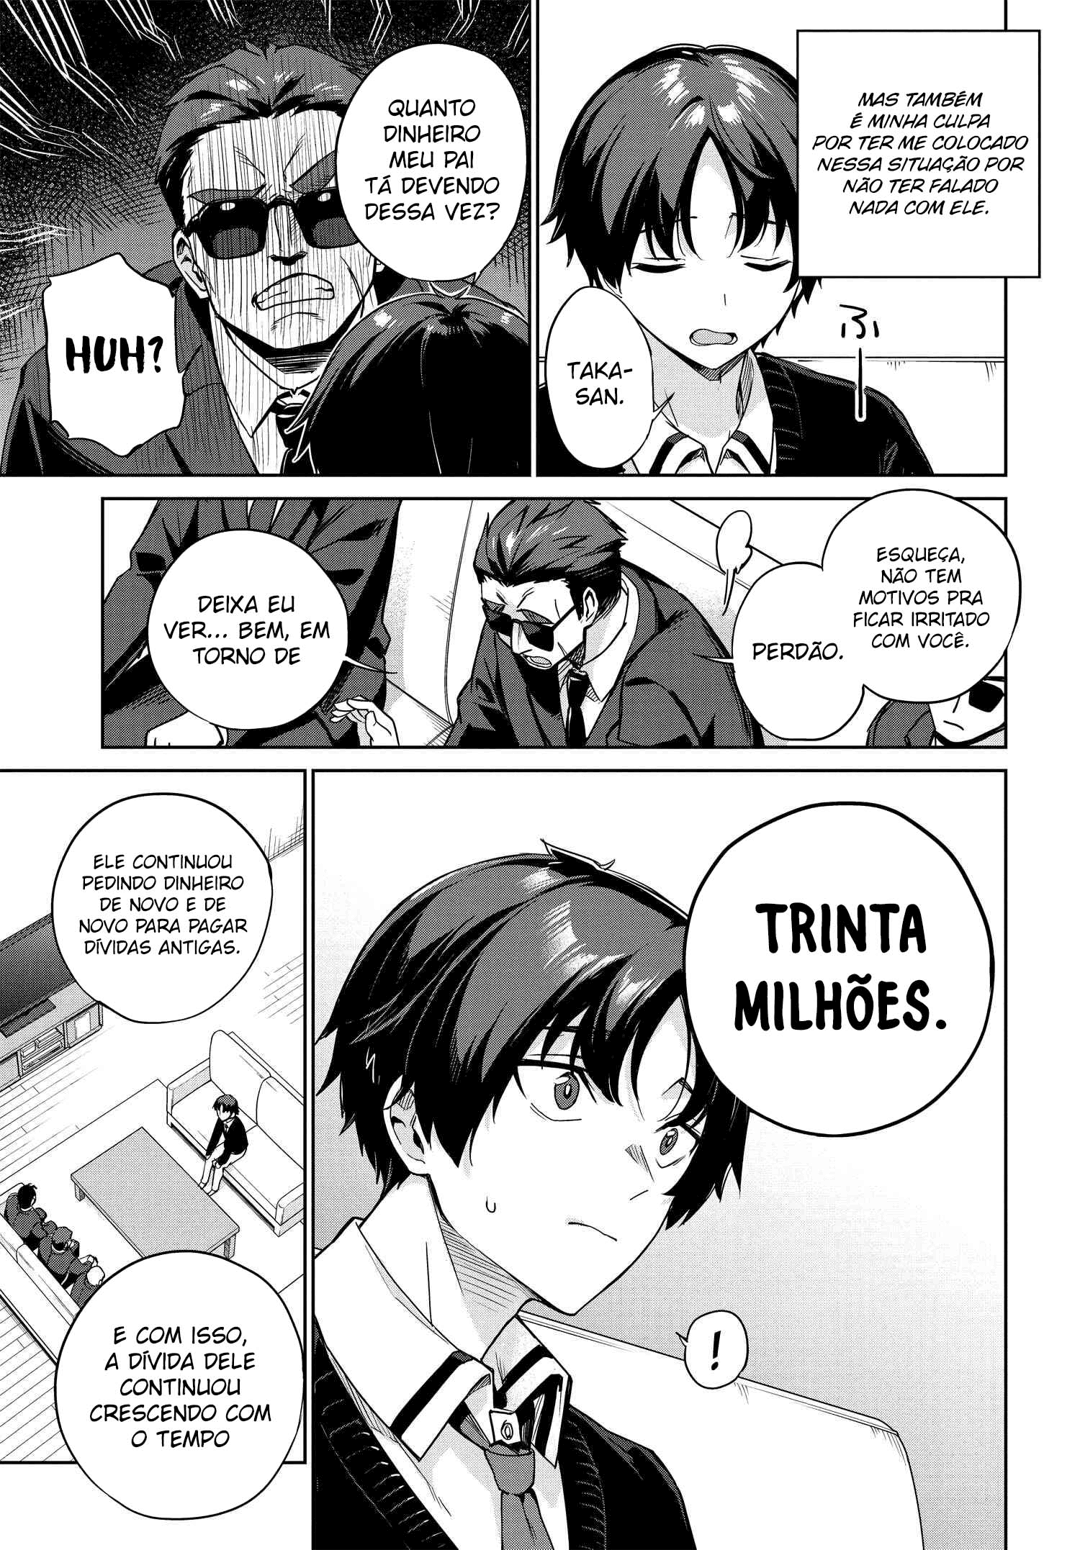 MAS TAMBÉM
É MINHA CULPA
POR TER ME COLOCADO
NESSA SITUAÇÃO POR
NÃO TER FALADO
NADA COM ELE.
ふー
TAKA-
SAN.
QUANTO
DINHEIRO
MEU PAI
TÁ DEVENDO
DESSA VEZ?
HUH?
ESQUEÇA,
NÃO TEM
MOTIVOS PRA
FICAR IRRITADO
COM VOCÊ.
PERDÃO.
DEIXA EU
VER... BEM, EM
TORNO DE
TRINTA
MILHÕES.
!
ELE CONTINUOU
PEDINDO DINHEIRO
DE NOVO E DE
NOVO PARA PAGAR
DÍVIDAS ANTIGAS.
E COM ISSO,
A DÍVIDA DELE
CONTINUOU
CRESCENDO COM
O TEMPO